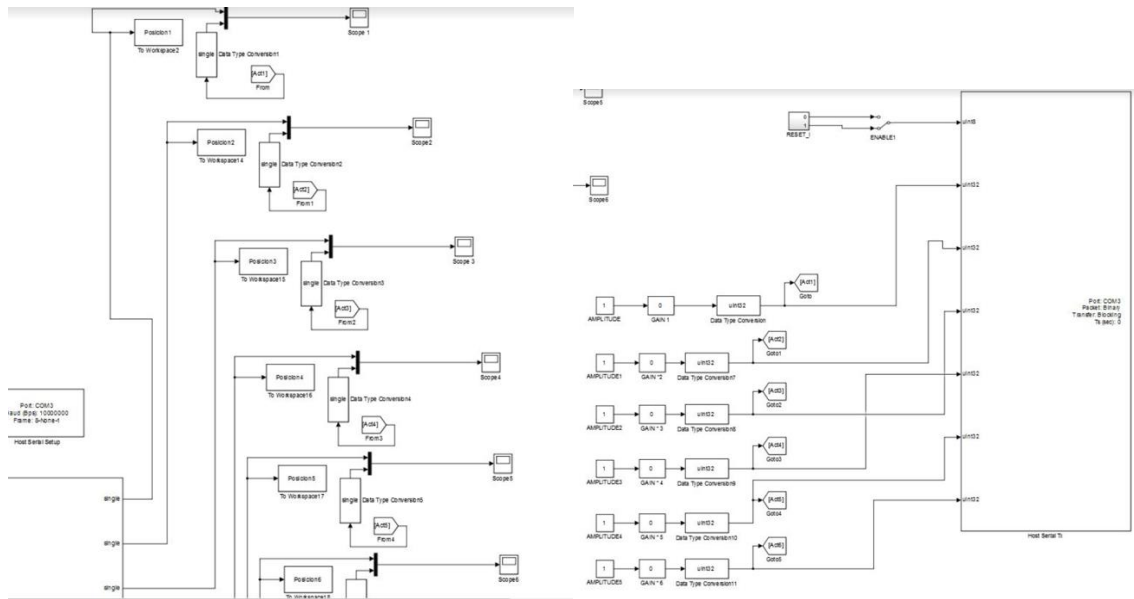 Posicion1
To Workspace2
single
Data Type Conversion1
[Act1]
From
Scope 1
Posicion2
To Workspace14
single
Data Type Conversion2
[Act2]
From1
Scope2
Posicion3
To Workspace15
single
Data Type Conversion3
[Act3]
From2
Scope 3
Posicion4
To Workspace16
single
Data Type Conversion4
[Act4]
From3
Scope4
Port: COM3
Baud (Bps): 10000000
Frame: 8-None-1
Host Serial Setup
Posicion5
To Workspace17
single
Data Type Conversion5
[Act5]
From4
Scope5
single
single
single
Posicion6
To Workspace18
Scope6
Scope5
Scope6
0
1
RESET_I
ENABLE1
uint8
uint32
uint32
uint32
uint32
uint32
uint32
Port: COM3
Packet: Binary
Transfer: Blocking
Ts(sec): 0
Host Serial Tx
1
AMPLITUDE
0
GAIN 1
uint32
Data Type Conversion
[Act1]
Goto
1
AMPLITUDE1
0
GAIN *2
uint32
Data Type Conversion7
[Act2]
Goto1
1
AMPLITUDE2
0
GAIN * 3
uint32
Data Type Conversion8
[Act3]
Goto2
1
AMPLITUDE3
0
GAIN * 4
uint32
Data Type Conversion9
[Act4]
Goto3
1
AMPLITUDE4
0
GAIN * 5
uint32
Data Type Conversion10
[Act5]
Goto4
1
AMPLITUDE5
0
GAIN * 6
uint32
Data Type Conversion11
[Act6]
Goto5